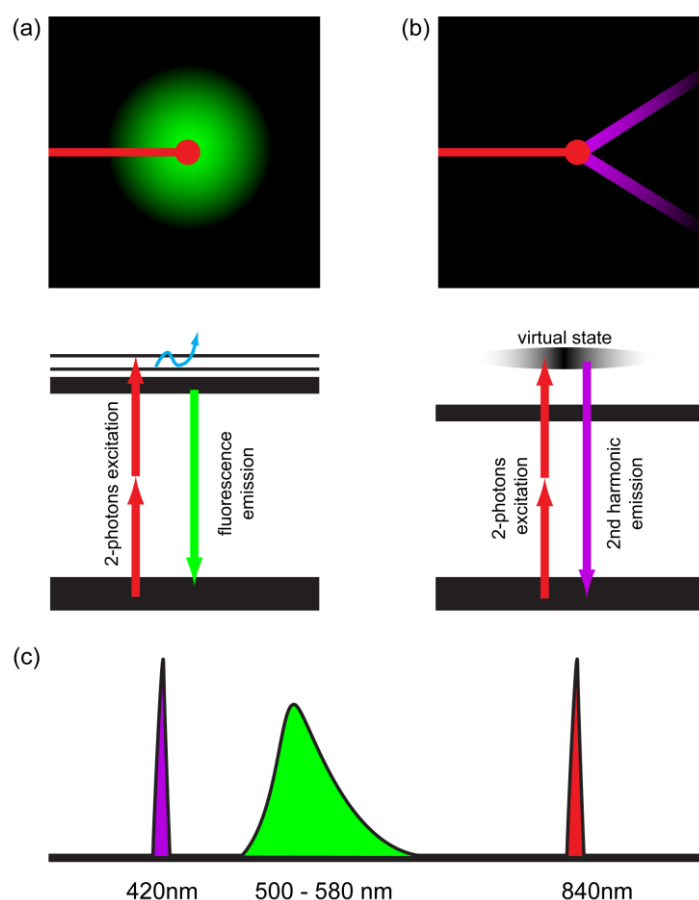 (a)
(b)
2-photons excitation
fluorescence
emission
virtual state
2-photons
excitation
2nd harmonic
emission
(c)
420nm
500 - 580 nm
840nm